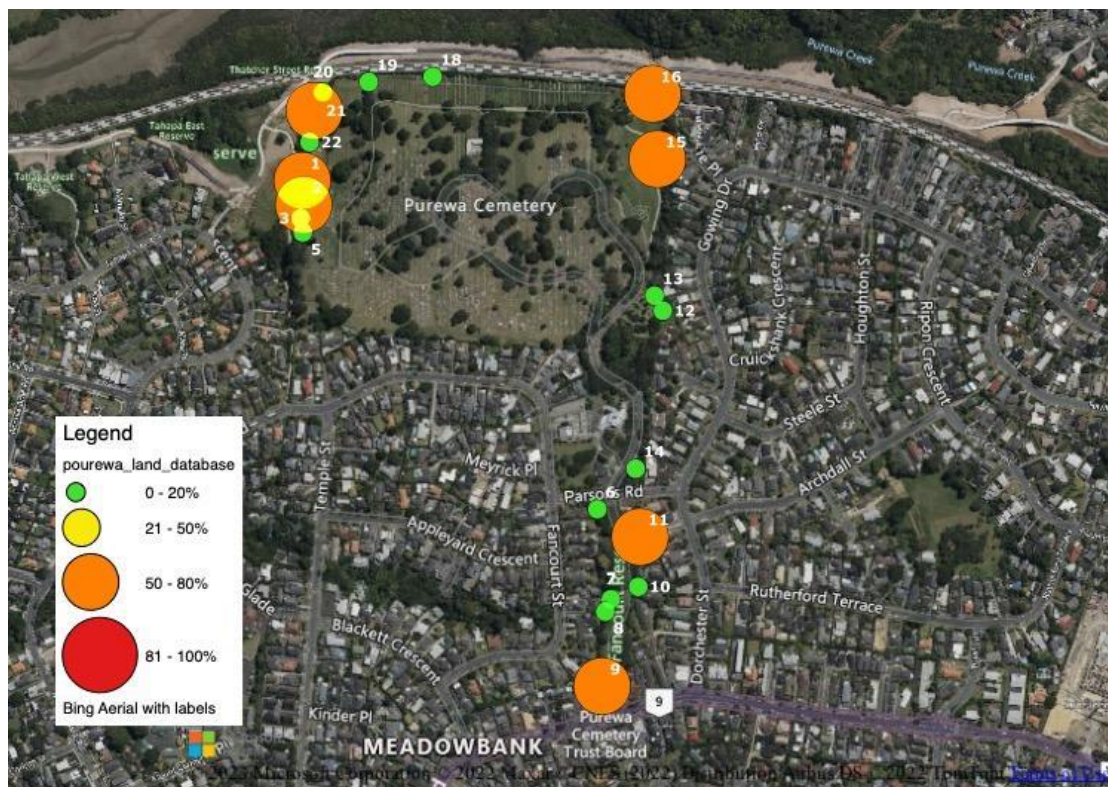 Purewa Creek
Purewa Creek
20
19
18
16
21
Tahapa East
Reserve
22
serve
15
1
Gowing Dr
3
Purewa Cemetery
5
13
12
Houghton St
Ripon Crescent
Steele St
Archdall St
14
Meyrick Pl
Parsons Rd
6
11
Temple St
Appleyard Crescent
Fancourt St
7
10
8
Rutherford Terrace
Dorchester St
Glade
Blackett Crescent
9
9
Kinder Pl
Purewa
Cemetery
Trust Board
MEADOWBANK
Legend
pourewa_land_database
0 - 20%
21 - 50%
50 - 80%
81 - 100%
Bing Aerial with labels